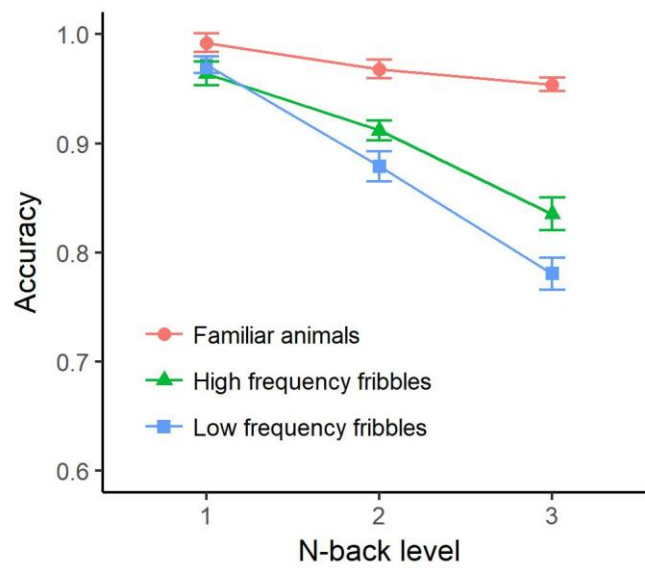 1.0
0.9
0.8
0.7
0.6
Accuracy
Familiar animals
High frequency fribbles
Low frequency fribbles
1 2 3
N-back level